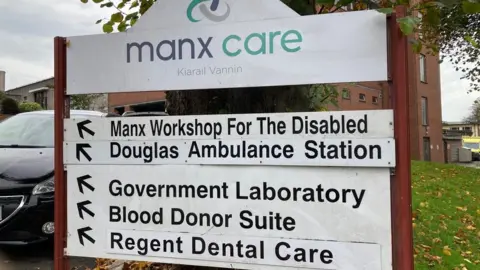 manx care
Kiarail Vannin
Manx Workshop For The Disabled
Douglas Ambulance Station
Government Laboratory
Blood Donor Suite
Regent Dental Care